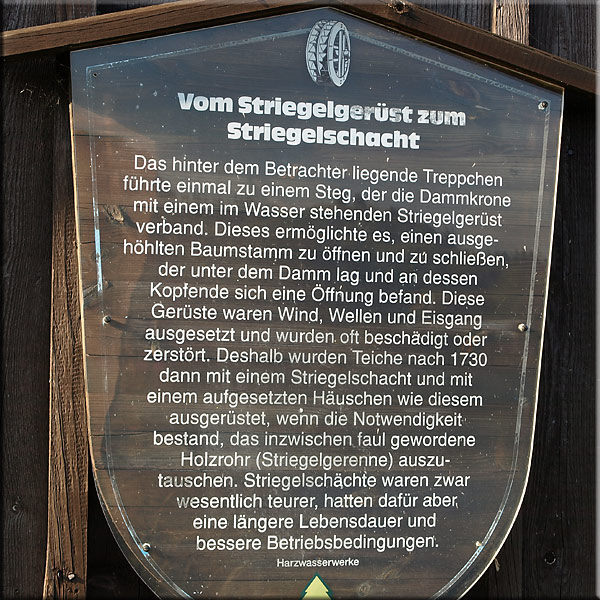 Vom Striegelgerüst zum
Striegelschacht
Das hinter dem Betrachter liegende Treppchen
führte einmal zu einem Steg, der die Dammkrone
mit einem im Wasser stehenden Striegelgerüst
verband. Dieses ermöglichte es, einen ausge-
höhlten Baumstamm zu öffnen und zu schließen,
der unter dem Damm lag und an dessen
Kopfende sich eine Öffnung befand. Diese
Gerüste waren Wind, Wellen und Eisgang
ausgesetzt und wurden oft beschädigt oder
zerstört. Deshalb wurden Teiche nach 1730
dann mit einem Striegelschacht und mit
einem aufgesetzten Häuschen wie diesem
ausgerüstet, wenn die Notwendigkeit
bestand, das inzwischen faul gewordene
Holzrohr (Striegelgerenne) auszu-
tauschen. Striegelschächte waren zwar
wesentlich teurer, hatten dafür aber
eine längere Lebensdauer und
bessere Betriebsbedingungen.
Harzwasserwerke